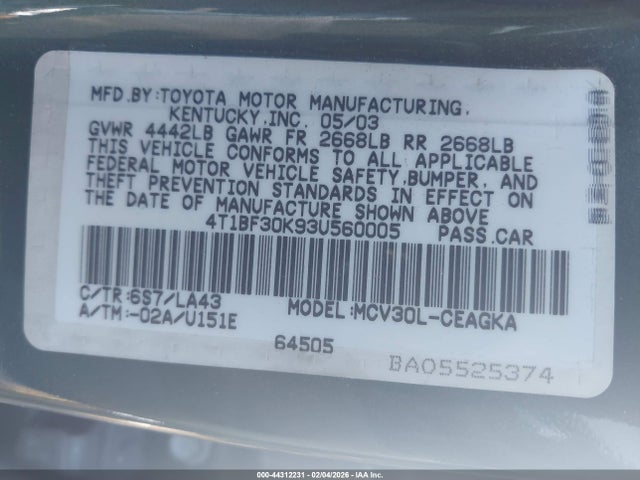 MFD.BY:TOYOTA MOTOR MANUFACTURING,
KENTUCKY,INC. 05/03
GVWR 4442LB GAWR FR 2668LB RR 2668LB
THIS VEHICLE CONFORMS TO ALL APPLICABLE
FEDERAL MOTOR VEHICLE SAFETY,BUMPER, AND
THEFT PREVENTION STANDARDS IN EFFECT ON
THE DATE OF MANUFACTURE SHOWN ABOVE
4T1BF30K93U560005 PASS.CAR
C/TR:6S7/LA43 MODEL:MCV30L-CEAGKA
A/TM:-02A/U151E
64505
BA05525374
000-44312231 - 02/04/2026 - IAA Inc.